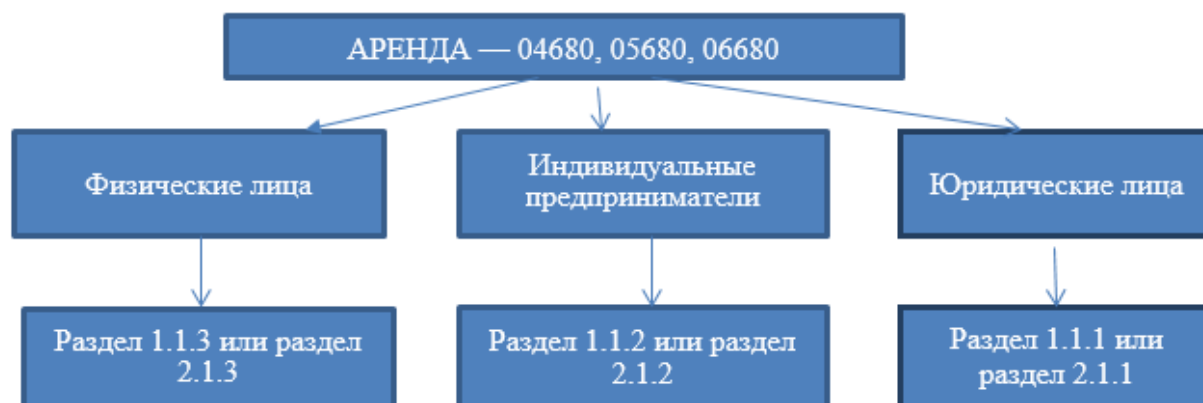 АРЕНДА — 04680, 05680, 06680
Физические лица
Индивидуальные
предприниматели
Юридические лица
Раздел 1.1.3 или раздел
2.1.3
Раздел 1.1.2 или раздел
2.1.2
Раздел 1.1.1 или
раздел 2.1.1